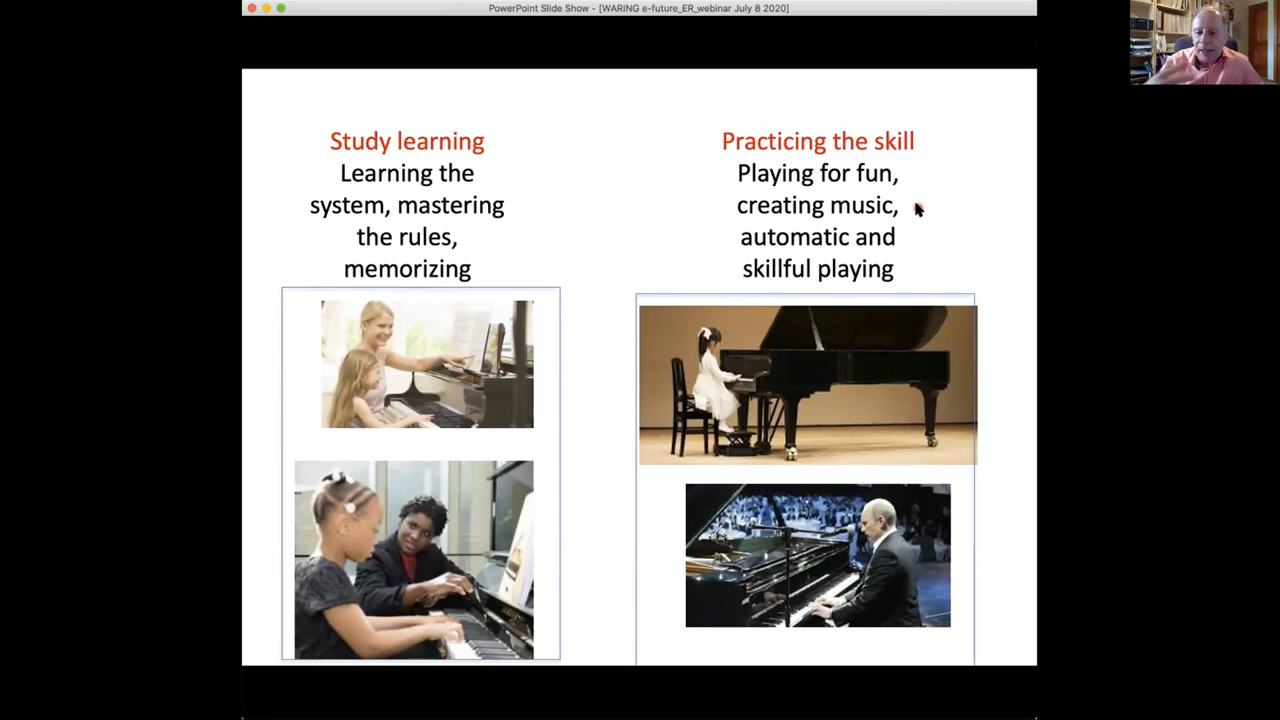 PowerPoint Slide Show - [WARING e-future_ER_webinar July 8 2020]
Study learning
Learning the
system, mastering
the rules,
memorizing
Practicing the skill
Playing for fun,
creating music,
automatic and
skillful playing